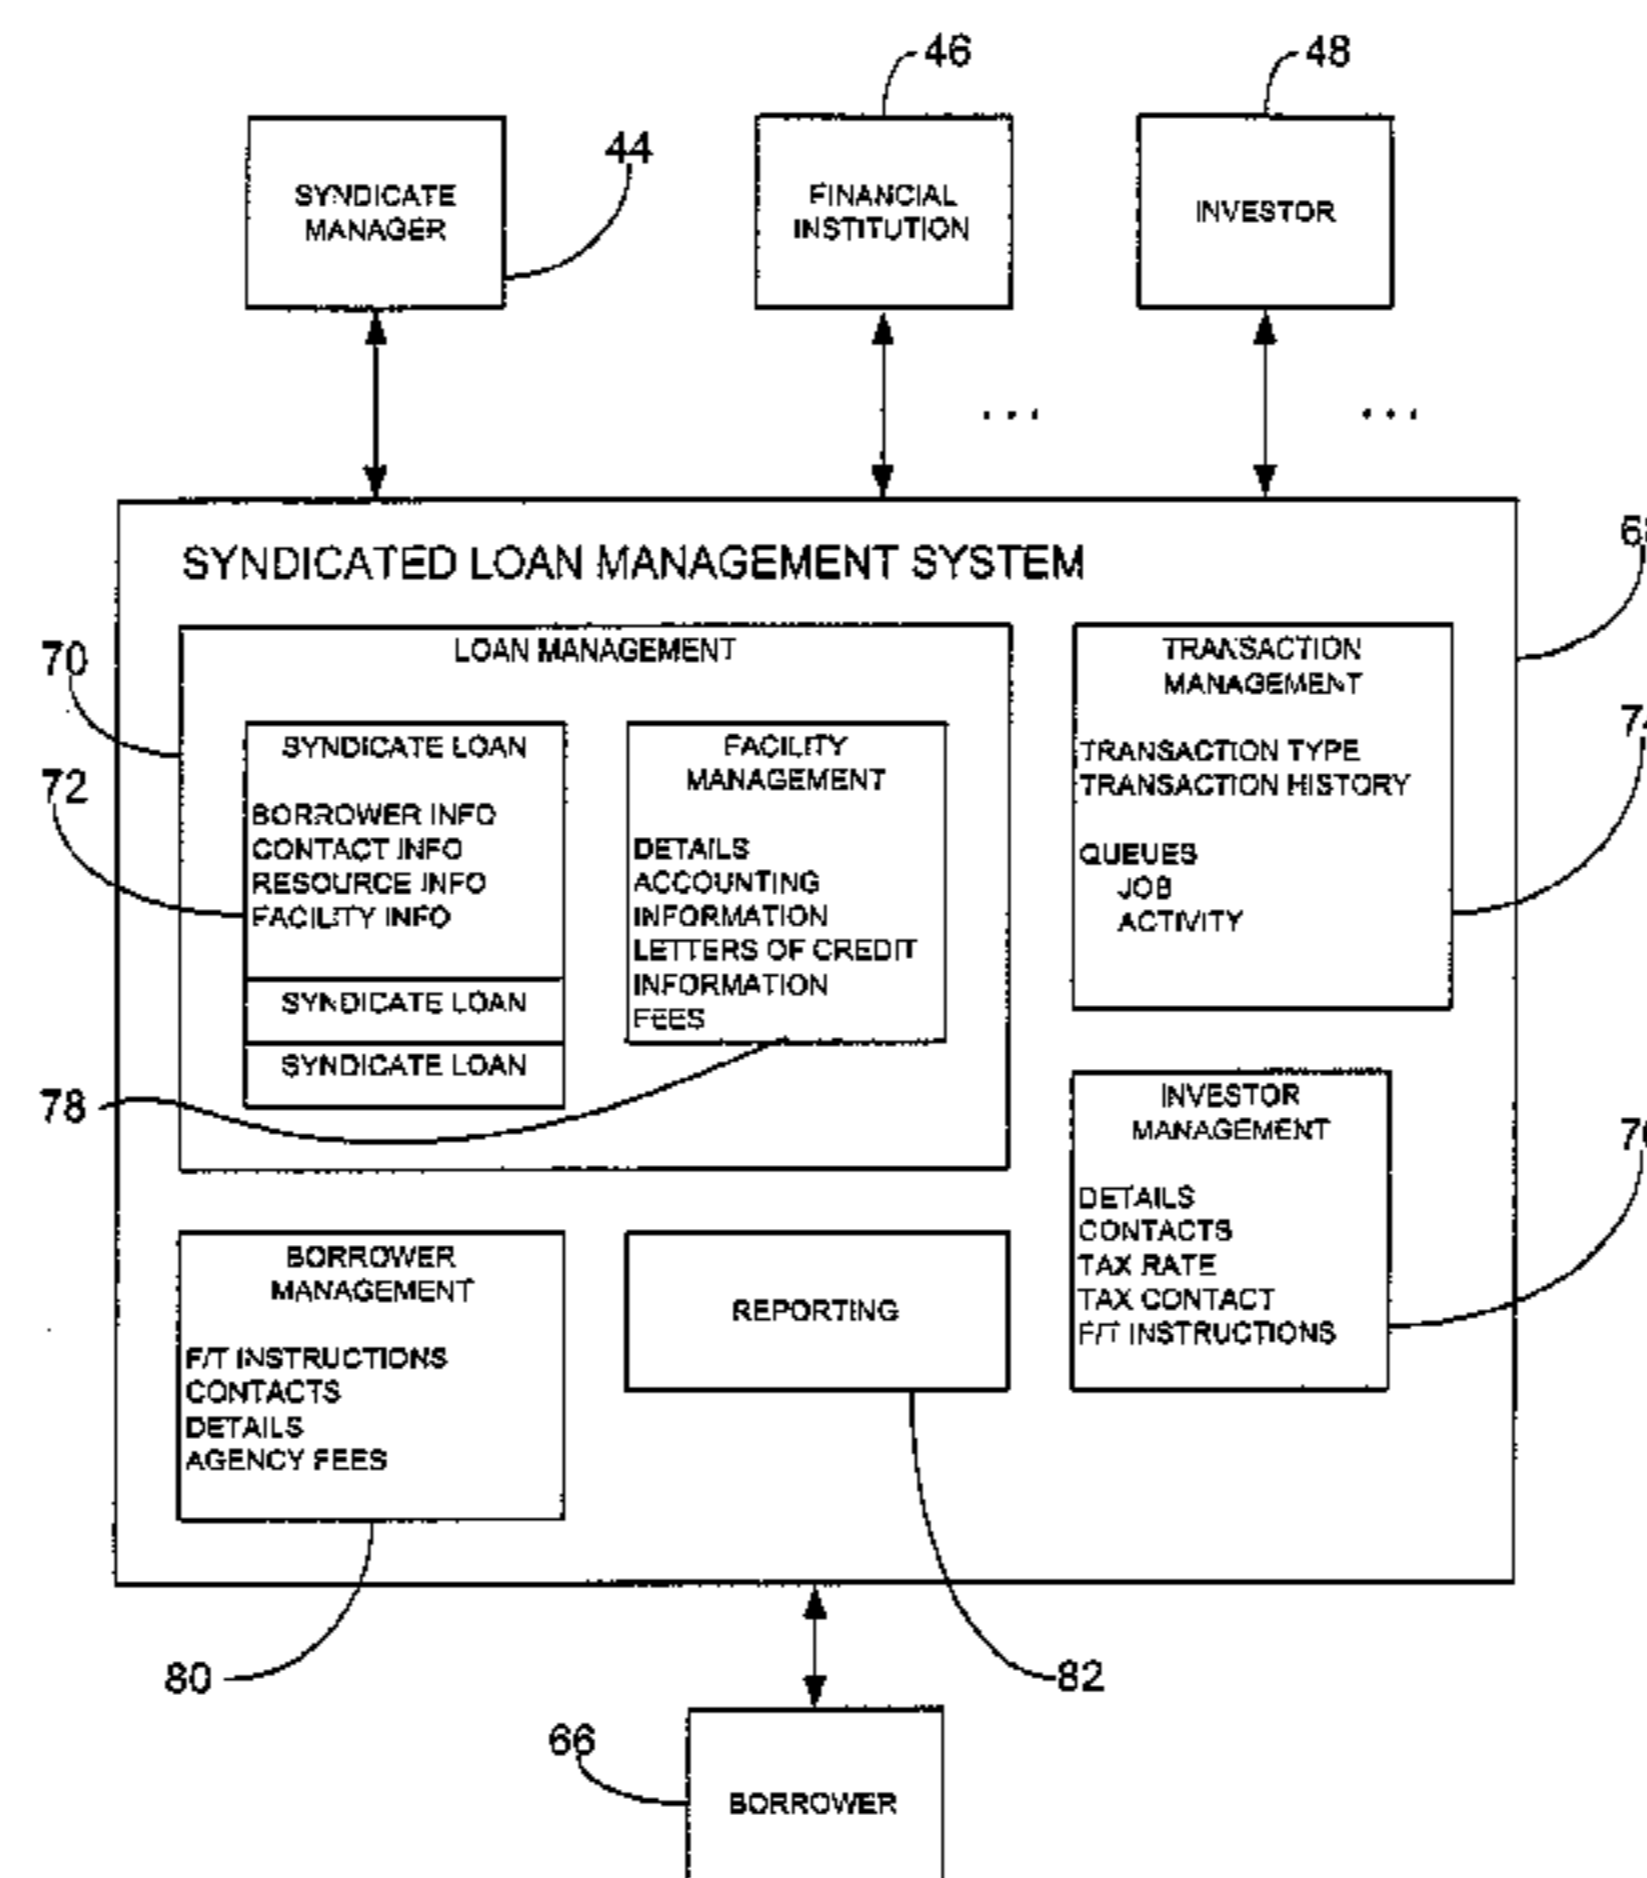 46
48
44
SYNDICATE
MANAGER
FINANCIAL
INSTITUTION
INVESTOR
...
...
SYNDICATED LOAN MANAGEMENT SYSTEM
70
LOAN MANAGEMENT
72
SYNDICATE LOAN
BORROWER INFO
CONTACT INFO
RESOURCE INFO
FACILITY INFO
SYNDICATE LOAN
SYNDICATE LOAN
FACILITY
MANAGEMENT
DETAILS
ACCOUNTING
INFORMATION
LETTERS OF CREDIT
INFORMATION
FEES
78
TRANSACTION
MANAGEMENT
TRANSACTION TYPE
TRANSACTION HISTORY
QUEUES
JOB
ACTIVITY
INVESTOR
MANAGEMENT
DETAILS
CONTACTS
TAX RATE
TAX CONTACT
F/T INSTRUCTIONS
BORROWER
MANAGEMENT
F/T INSTRUCTIONS
CONTACTS
DETAILS
AGENCY FEES
REPORTING
80
82
66
BORROWER